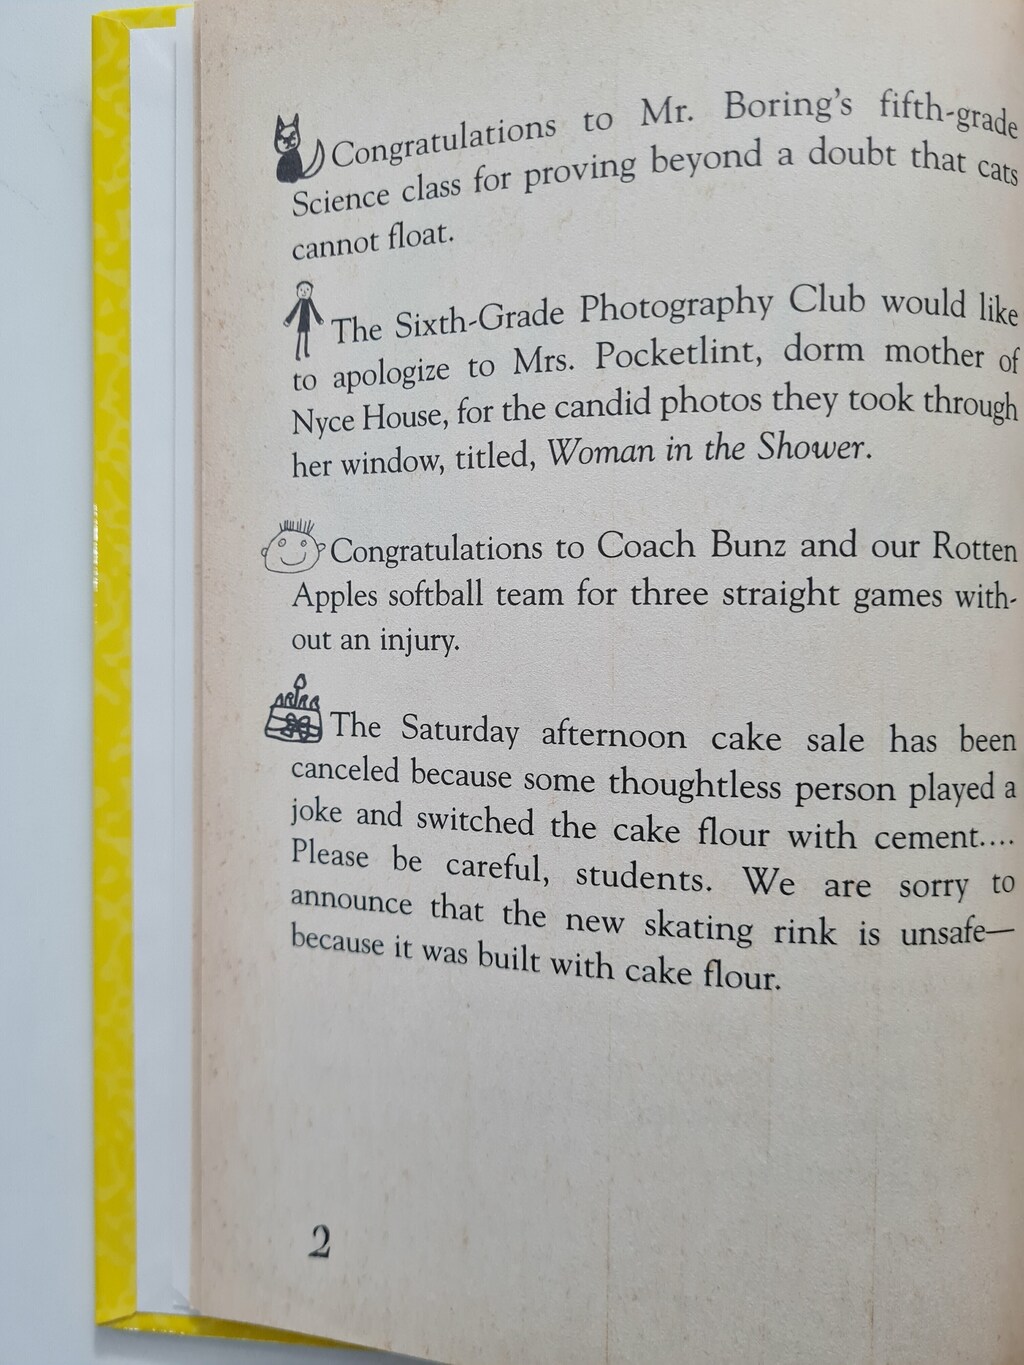 Congratulations to Mr. Boring's fifth-grade
Science class for proving beyond a doubt that cats
cannot float.
The Sixth-Grade Photography Club would like
to apologize to Mrs. Pocketlint, dorm mother of
Nyce House, for the candid photos they took through
her window, titled, Woman in the Shower.
Congratulations to Coach Bunz and our Rotten
Apples softball team for three straight games with-
out an injury.
The Saturday afternoon cake sale has been
canceled because some thoughtless person played a
joke and switched the cake flour with cement....
Please be careful, students. We are sorry to
announce that the new skating rink is unsafe—
because it was built with cake flour.
2